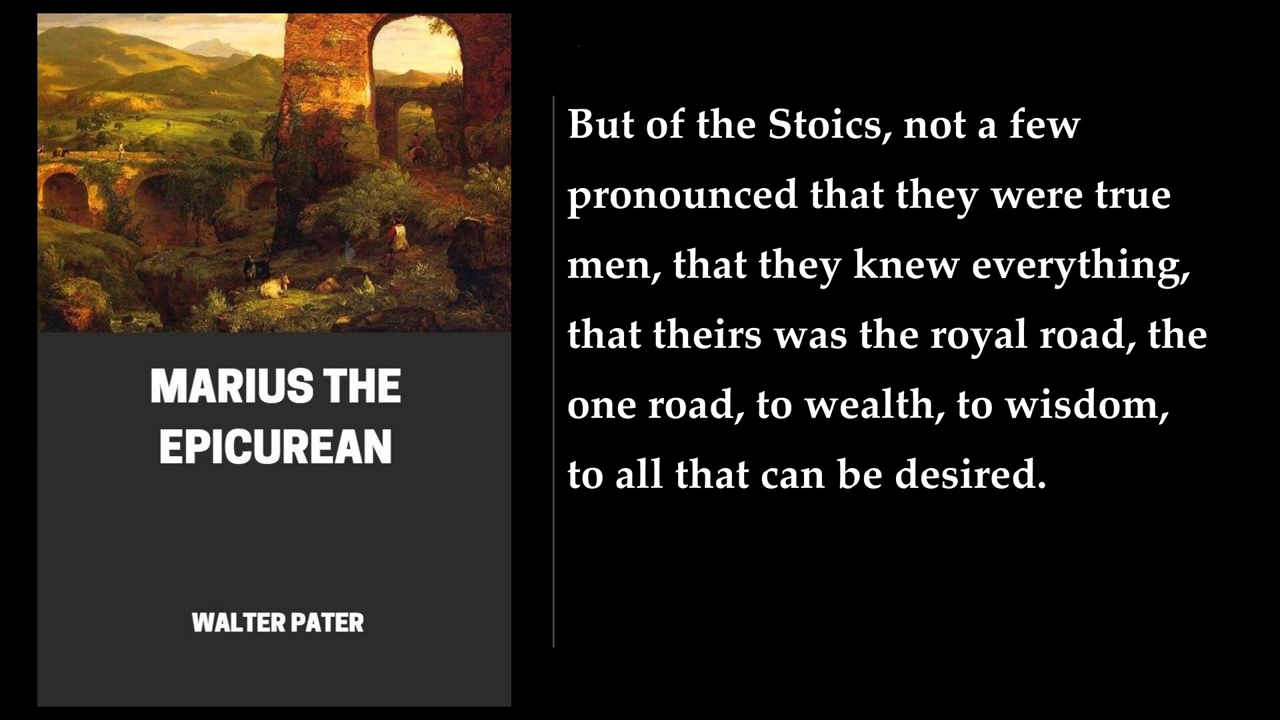 MARIUS THE
EPICUREAN
WALTER PATER
But of the Stoics, not a few
pronounced that they were true
men, that they knew everything,
that theirs was the royal road, the
one road, to wealth, to wisdom,
to all that can be desired.